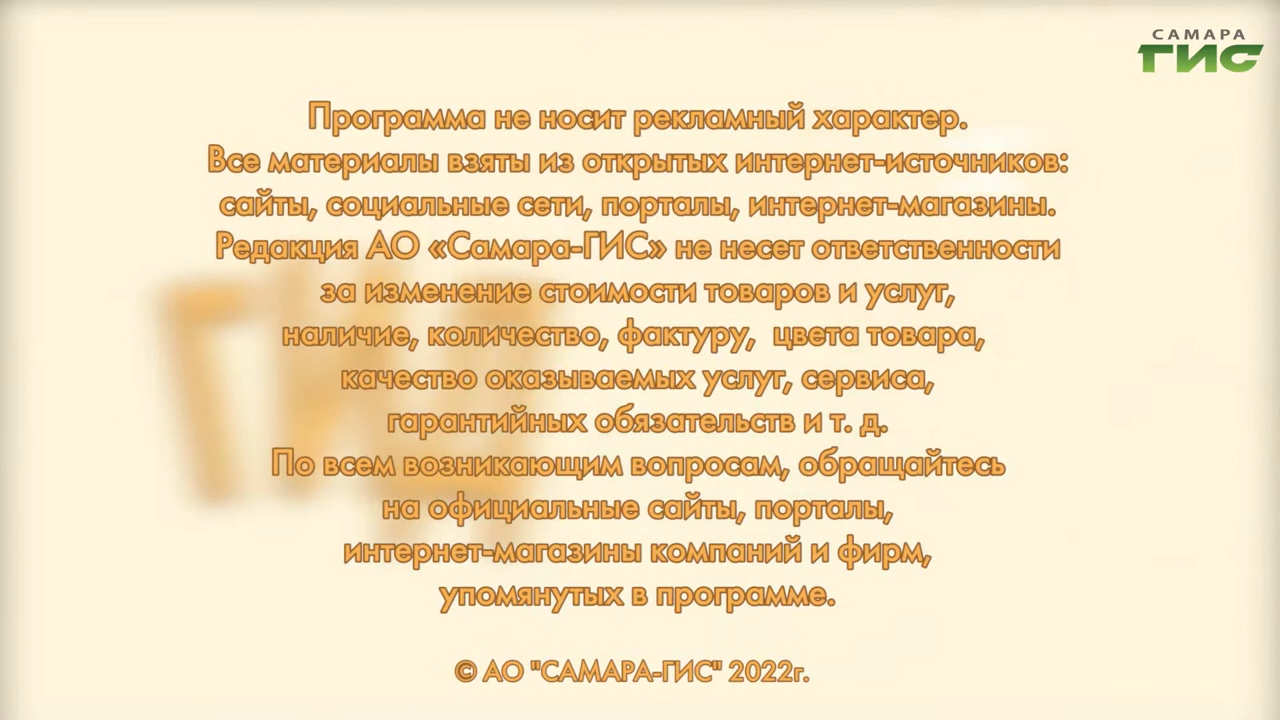 САМАРА
ГИС
Программа не носит рекламный характер.
Все материалы взяты из открытых интернет-источников:
сайты, социальные сети, порталы, интернет-магазины.
Редакция АО «Самара-ГИС» не несет ответственности
за изменение стоимости товаров и услуг,
наличие, количество, фактуру,  цвета товара,
качество оказываемых услуг, сервиса,
гарантийных обязательств и т. д.
По всем возникающим вопросам, обращайтесь
на официальные сайты, порталы,
интернет-магазины компаний и фирм,
упомянутых в программе.
© АО "САМАРА-ГИС" 2022г.